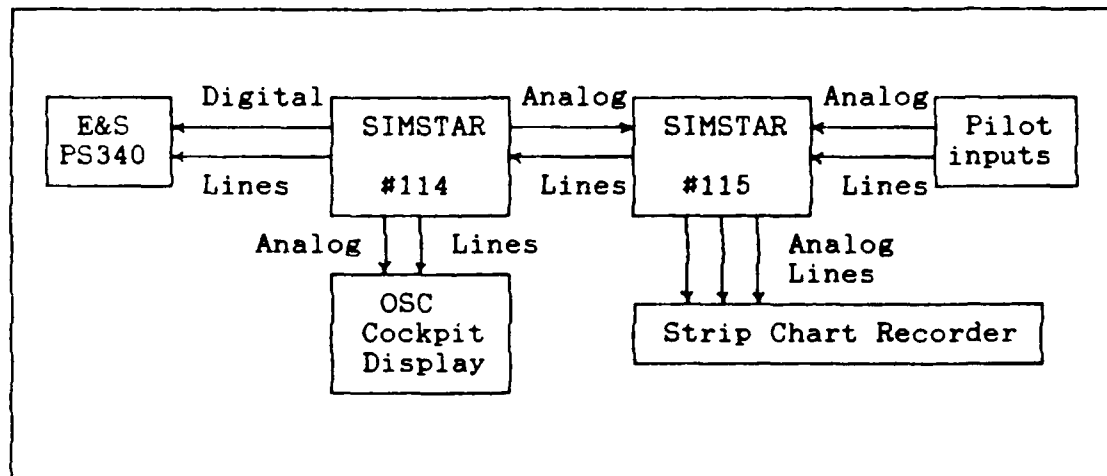 E&S
PS340
Digital
Lines
SIMSTAR
#114
Analog
Lines
SIMSTAR
#115
Analog
Lines
Pilot
inputs
Analog Lines
OSC
Cockpit
Display
Analog
Lines
Strip Chart Recorder